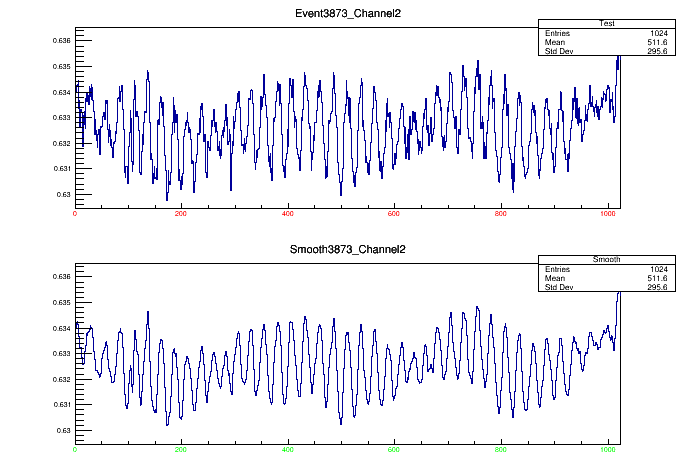 Event3873_Channel2
Test
Entries 1024
Mean 511.6
Std Dev 295.6
0.636
0.635
0.634
0.633
0.632
0.631
0.63
0 200 400 600 800 1000
Smooth3873_Channel2
Smooth
Entries 1024
Mean 511.6
Std Dev 295.6
0.636
0.635
0.634
0.633
0.632
0.631
0.63
0 200 400 600 800 1000